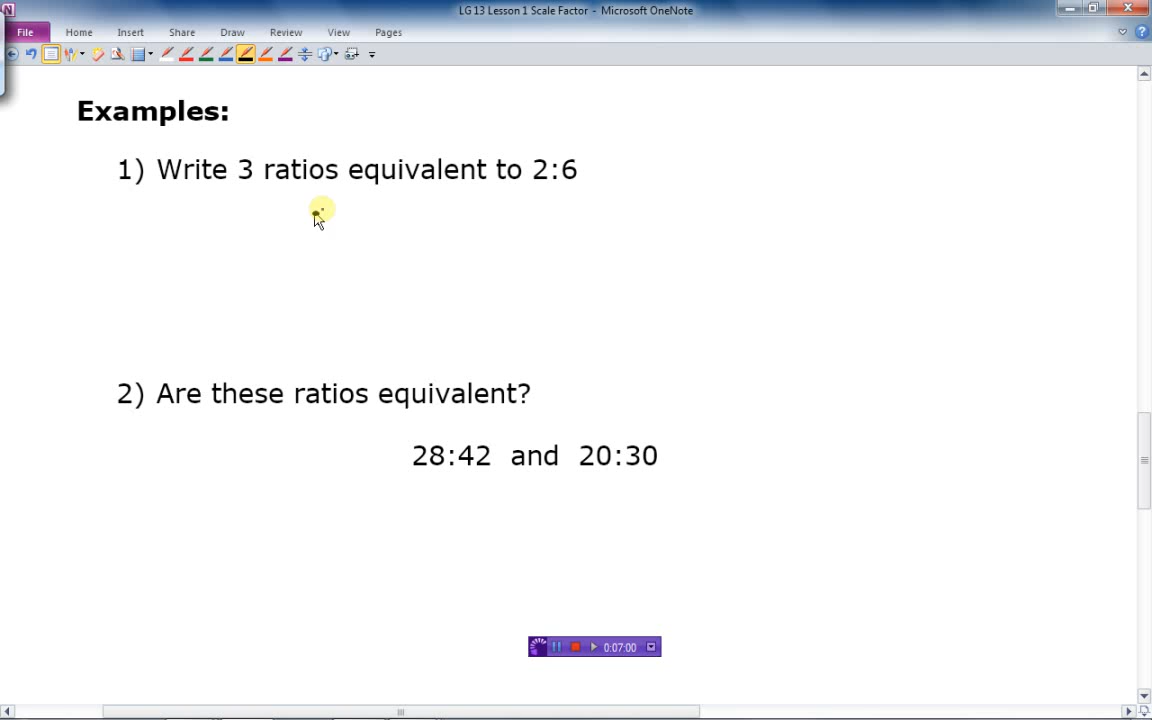 LG 13 Lesson 1 Scale Factor - Microsoft OneNote
File Home Insert Share Draw Review View Pages
Examples:
1) Write 3 ratios equivalent to 2:6
2) Are these ratios equivalent?
28:42 and 20:30
0:07:00